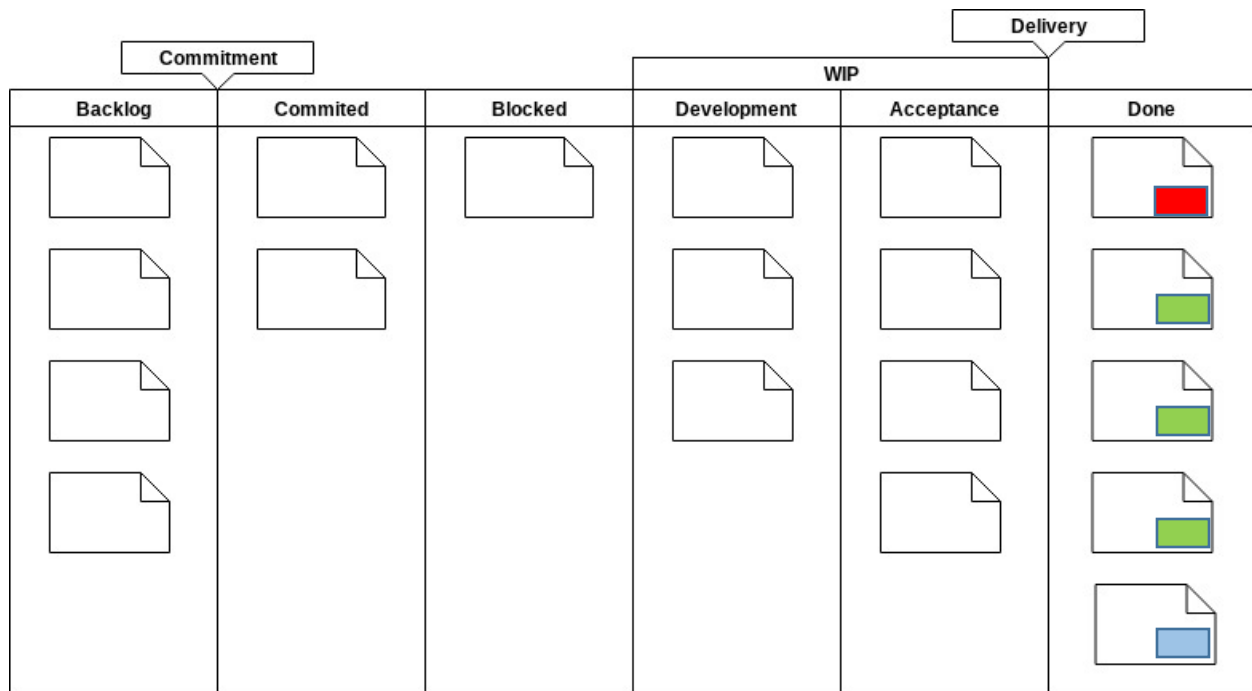 Delivery
Commitment
WIP
Backlog
Commited
Blocked
Development
Acceptance
Done